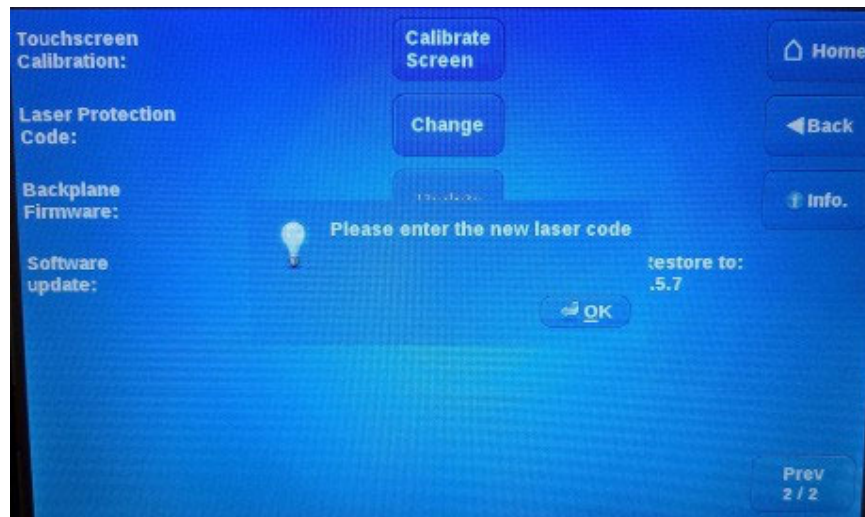 Touchscreen
Calibration:
Calibrate
Screen
Home
Laser Protection
Code:
Change
Back
Backplane
Firmware:
Info.
Please enter the new laser code
Software
update:
to:
.5.7
OK
Prev
2 / 2